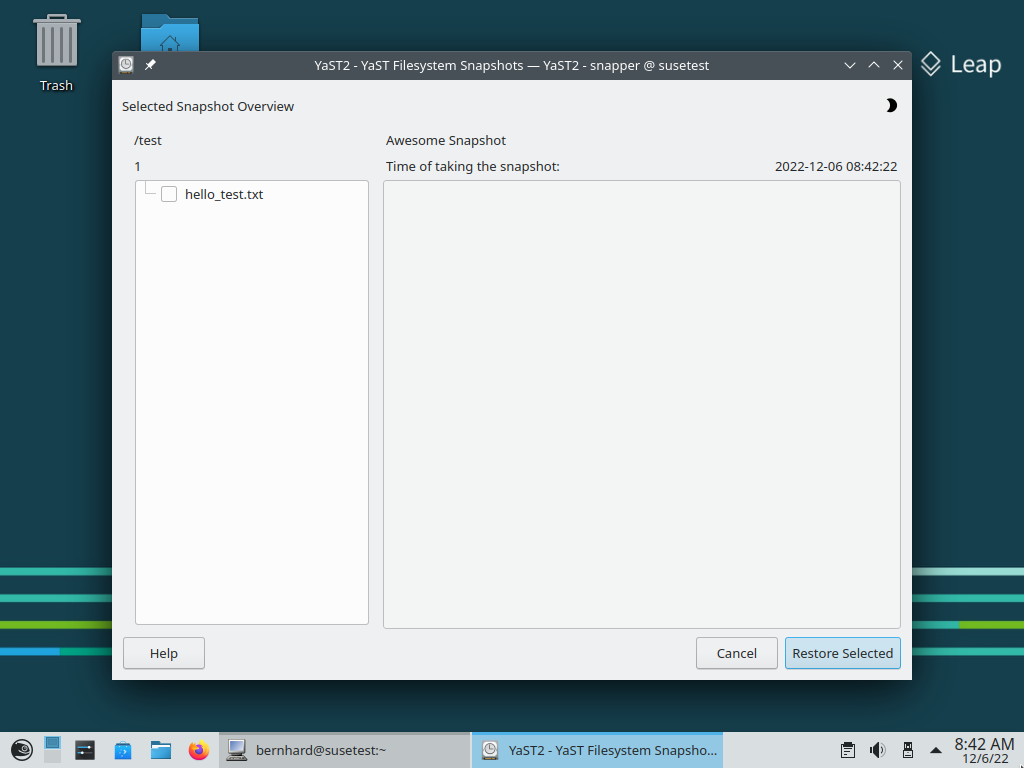 Trash
YaST2 - YaST Filesystem Snapshots — YaST2 - snapper @ susetest
Leap
Selected Snapshot Overview
/test
Awesome Snapshot
1
Time of taking the snapshot:
2022-12-06 08:42:22
hello_test.txt
Help
Cancel
Restore Selected
bernhard@susetest:~
YaST2 - YaST Filesystem Snapsho...
8:42 AM
12/6/22